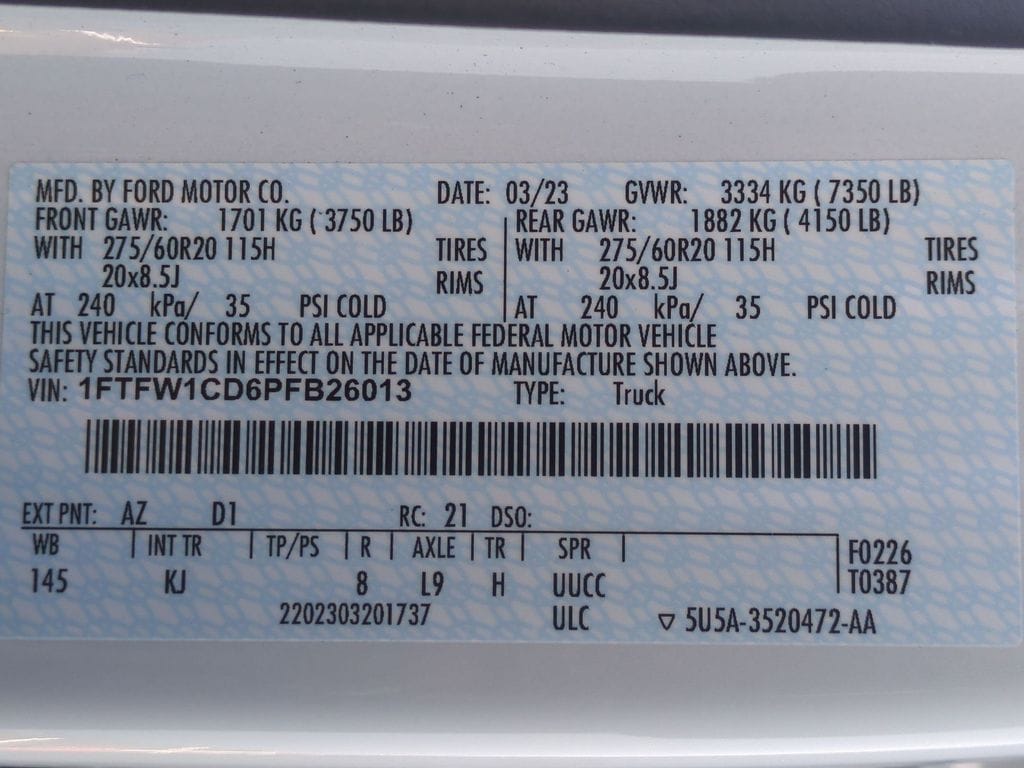 MFD. BY FORD MOTOR CO. DATE: 03/23 GVWR: 3334 KG ( 7350 LB)
FRONT GAWR: 1701 KG ( 3750 LB) REAR GAWR: 1882 KG ( 4150 LB)
WITH 275/60R20 115H TIRES WITH 275/60R20 115H TIRES
20x8.5J RIMS 20x8.5J RIMS
AT 240 kPa/ 35 PSI COLD AT 240 kPa/ 35 PSI COLD
THIS VEHICLE CONFORMS TO ALL APPLICABLE FEDERAL MOTOR VEHICLE
SAFETY STANDARDS IN EFFECT ON THE DATE OF MANUFACTURE SHOWN ABOVE.
VIN: 1FTFW1CD6PFB26013 TYPE: Truck
EXT PNT: AZ D1 RC: 21 DSO:
WB INT TR TP/PS R AXLE TR SPR F0226
145 KJ 8 L9 H UUCC T0387
2202303201737 ULC ▽ 5U5A-3520472-AA